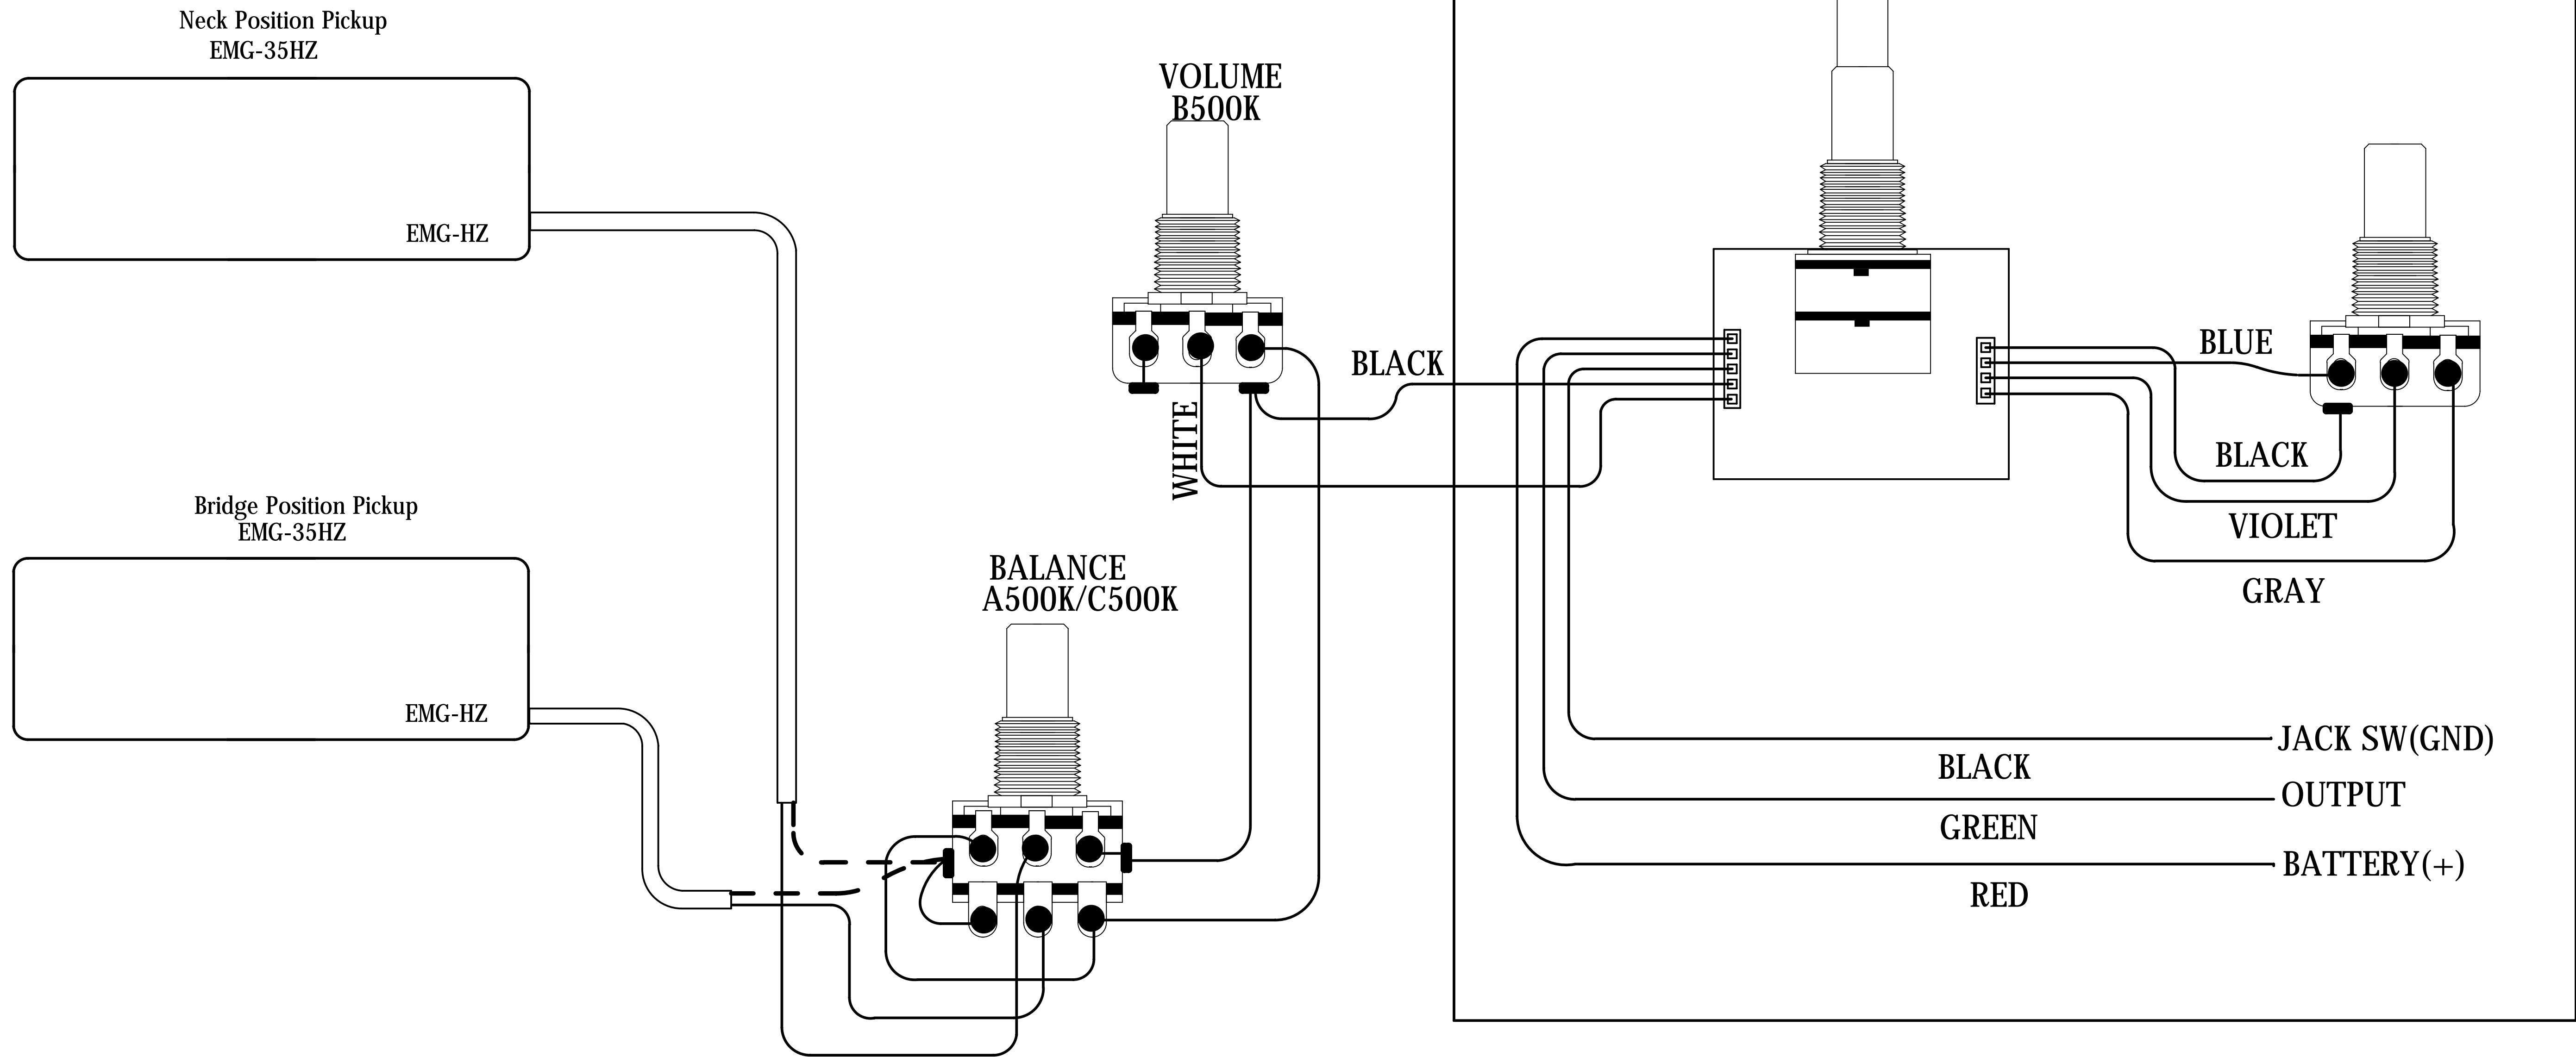 Neck Position Pickup
EMG-35HZ
EMG-HZ
Bridge Position Pickup
EMG-35HZ
EMG-HZ
VOLUME
B500K
WHITE
BLACK
BALANCE
A500K/C500K
BLUE
BLACK
VIOLET
GRAY
JACK SW(GND)
BLACK
OUTPUT
GREEN
BATTERY(+)
RED